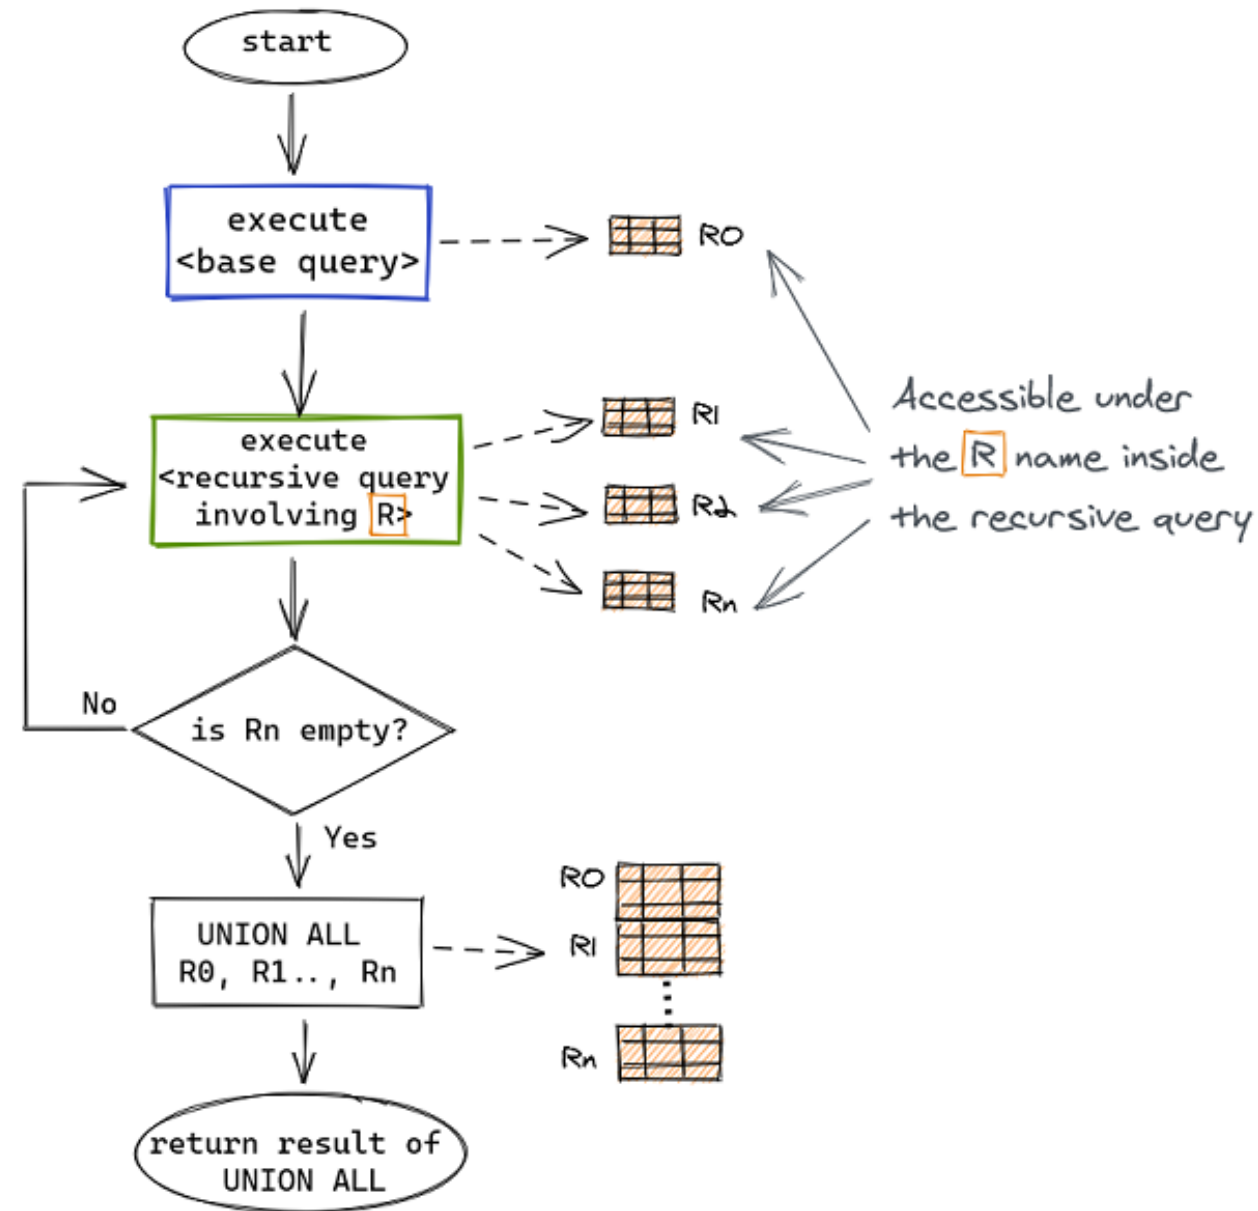 start
execute
<base query>
R0
execute
<recursive query
involving R>
R1
R2
Rn
Accessible under
the R name inside
the recursive query
No
is Rn empty?
Yes
UNION ALL
R0, R1.., Rn
R0
R1
Rn
return result of
UNION ALL